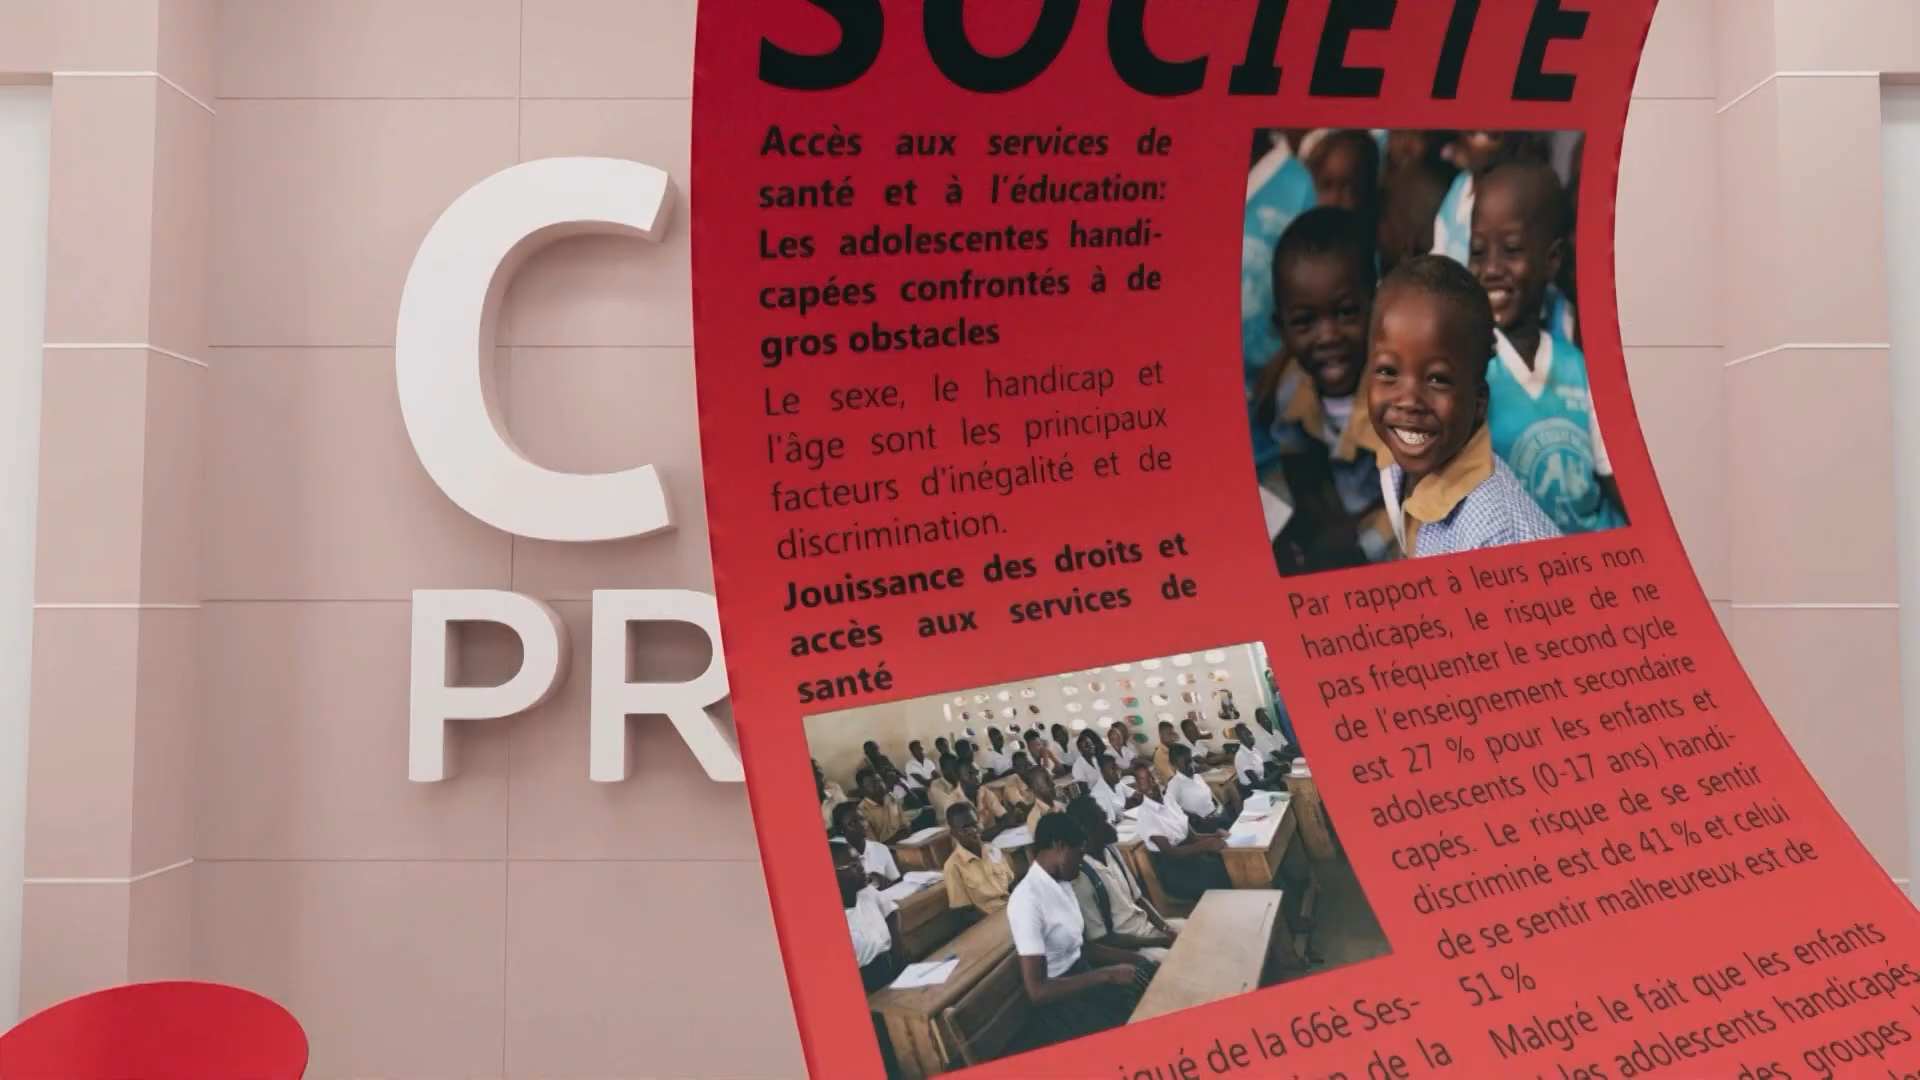 C
PR
SOCIÉTÉ
Accès aux services de
santé et à l'éducation:
Les adolescentes handi-
capées confrontés à de
gros obstacles
Le sexe, le handicap et
l'âge sont les principaux
facteurs d'inégalité et de
discrimination.
Jouissance des droits et
accès aux services de
santé
iqué de la 66è Ses-
de la
Par rapport à leurs pairs non
handicapés, le risque de ne
pas fréquenter le second cycle
de l'enseignement secondaire
est 27 % pour les enfants et
adolescents (0-17 ans) handi-
capés. Le risque de se sentir
discriminé est de 41 % et celui
de se sentir malheureux est de
51 %
Malgré le fait que les enfants
les adolescents handicapés
des groupes